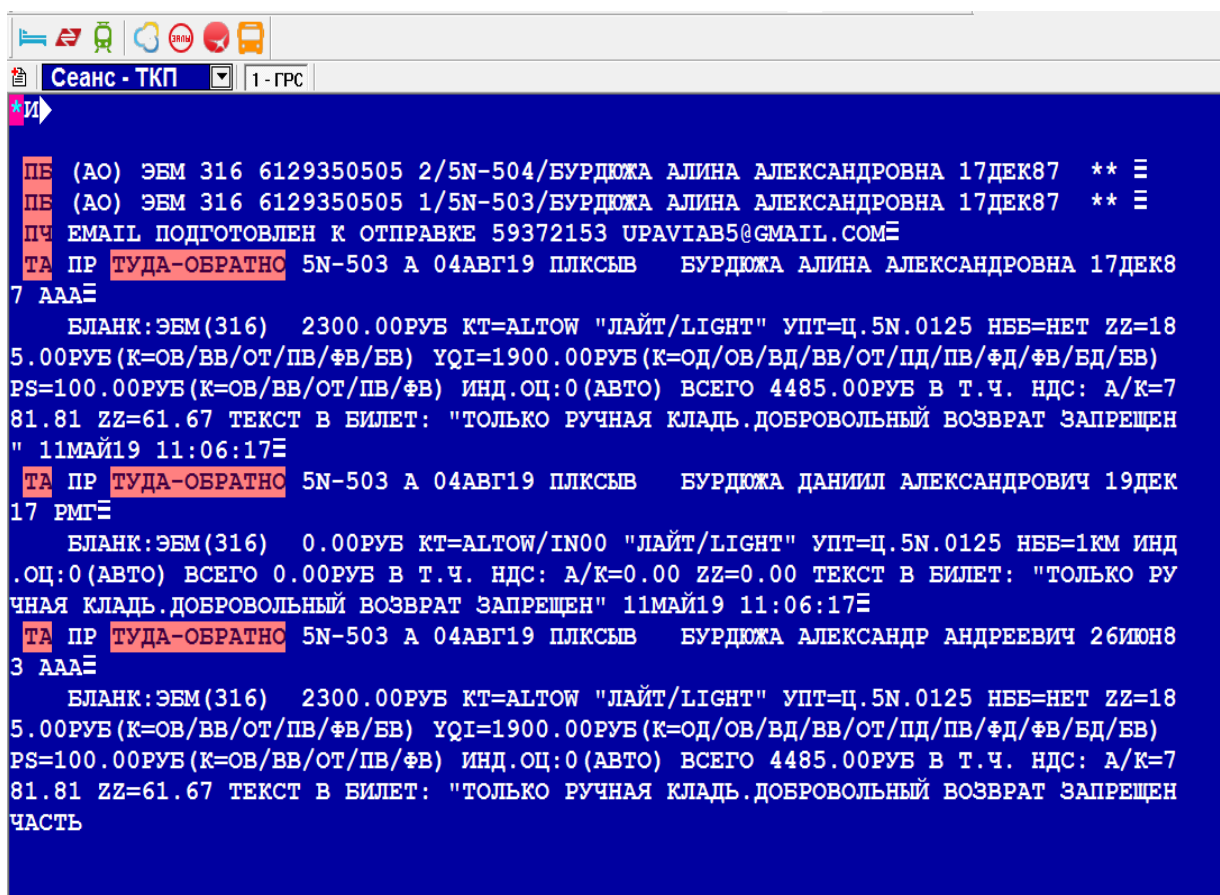 ЗАЛЫ
Сеанс - ТКП 1 - ГРС
*И
ПБ (АО) ЭБМ 316 6129350505 2/5N-504/БУРДЮЖА АЛИНА АЛЕКСАНДРОВНА 17ДЕК87 **
ПБ (АО) ЭБМ 316 6129350505 1/5N-503/БУРДЮЖА АЛИНА АЛЕКСАНДРОВНА 17ДЕК87 **
ПЧ EMAIL ПОДГОТОВЛЕН К ОТПРАВКЕ 59372153 UPAVIAB5@GMAIL.COM
ТА ПР ТУДА-ОБРАТНО 5N-503 А 04АВГ19 ПЛКСЫВ БУРДЮЖА АЛИНА АЛЕКСАНДРОВНА 17ДЕК8
7 ААА
БЛАНК:ЭБМ(316) 2300.00РУБ КТ=ALTOW "ЛАЙТ/LIGHT" УПТ=Ц.5N.0125 НББ=НЕТ ZZ=18
5.00РУБ(К=ОВ/ВВ/ОТ/ПВ/ФВ/БВ) YQI=1900.00РУБ(К=ОД/ОВ/ВД/ВВ/ОТ/ПД/ПВ/ФД/ФВ/БД/БВ)
PS=100.00РУБ(К=ОВ/ВВ/ОТ/ПВ/ФВ) ИНД.ОЦ:0(АВТО) ВСЕГО 4485.00РУБ В Т.Ч. НДС: А/К=7
81.81 ZZ=61.67 ТЕКСТ В БИЛЕТ: "ТОЛЬКО РУЧНАЯ КЛАДЬ.ДОБРОВОЛЬНЫЙ ВОЗВРАТ ЗАПРЕЩЕН
" 11МАЙ19 11:06:17
ТА ПР ТУДА-ОБРАТНО 5N-503 А 04АВГ19 ПЛКСЫВ БУРДЮЖА ДАНИИЛ АЛЕКСАНДРОВИЧ 19ДЕК
17 РМГ
БЛАНК:ЭБМ(316) 0.00РУБ КТ=ALTOW/IN00 "ЛАЙТ/LIGHT" УПТ=Ц.5N.0125 НББ=1КМ ИНД
.ОЦ:0(АВТО) ВСЕГО 0.00РУБ В Т.Ч. НДС: А/К=0.00 ZZ=0.00 ТЕКСТ В БИЛЕТ: "ТОЛЬКО РУ
ЧНАЯ КЛАДЬ.ДОБРОВОЛЬНЫЙ ВОЗВРАТ ЗАПРЕЩЕН" 11МАЙ19 11:06:17
ТА ПР ТУДА-ОБРАТНО 5N-503 А 04АВГ19 ПЛКСЫВ БУРДЮЖА АЛЕКСАНДР АНДРЕЕВИЧ 26ИЮН8
3 ААА
БЛАНК:ЭБМ(316) 2300.00РУБ КТ=ALTOW "ЛАЙТ/LIGHT" УПТ=Ц.5N.0125 НББ=НЕТ ZZ=18
5.00РУБ(К=ОВ/ВВ/ОТ/ПВ/ФВ/БВ) YQI=1900.00РУБ(К=ОД/ОВ/ВД/ВВ/ОТ/ПД/ПВ/ФД/ФВ/БД/БВ)
PS=100.00РУБ(К=ОВ/ВВ/ОТ/ПВ/ФВ) ИНД.ОЦ:0(АВТО) ВСЕГО 4485.00РУБ В Т.Ч. НДС: А/К=7
81.81 ZZ=61.67 ТЕКСТ В БИЛЕТ: "ТОЛЬКО РУЧНАЯ КЛАДЬ.ДОБРОВОЛЬНЫЙ ВОЗВРАТ ЗАПРЕЩЕН
ЧАСТЬ